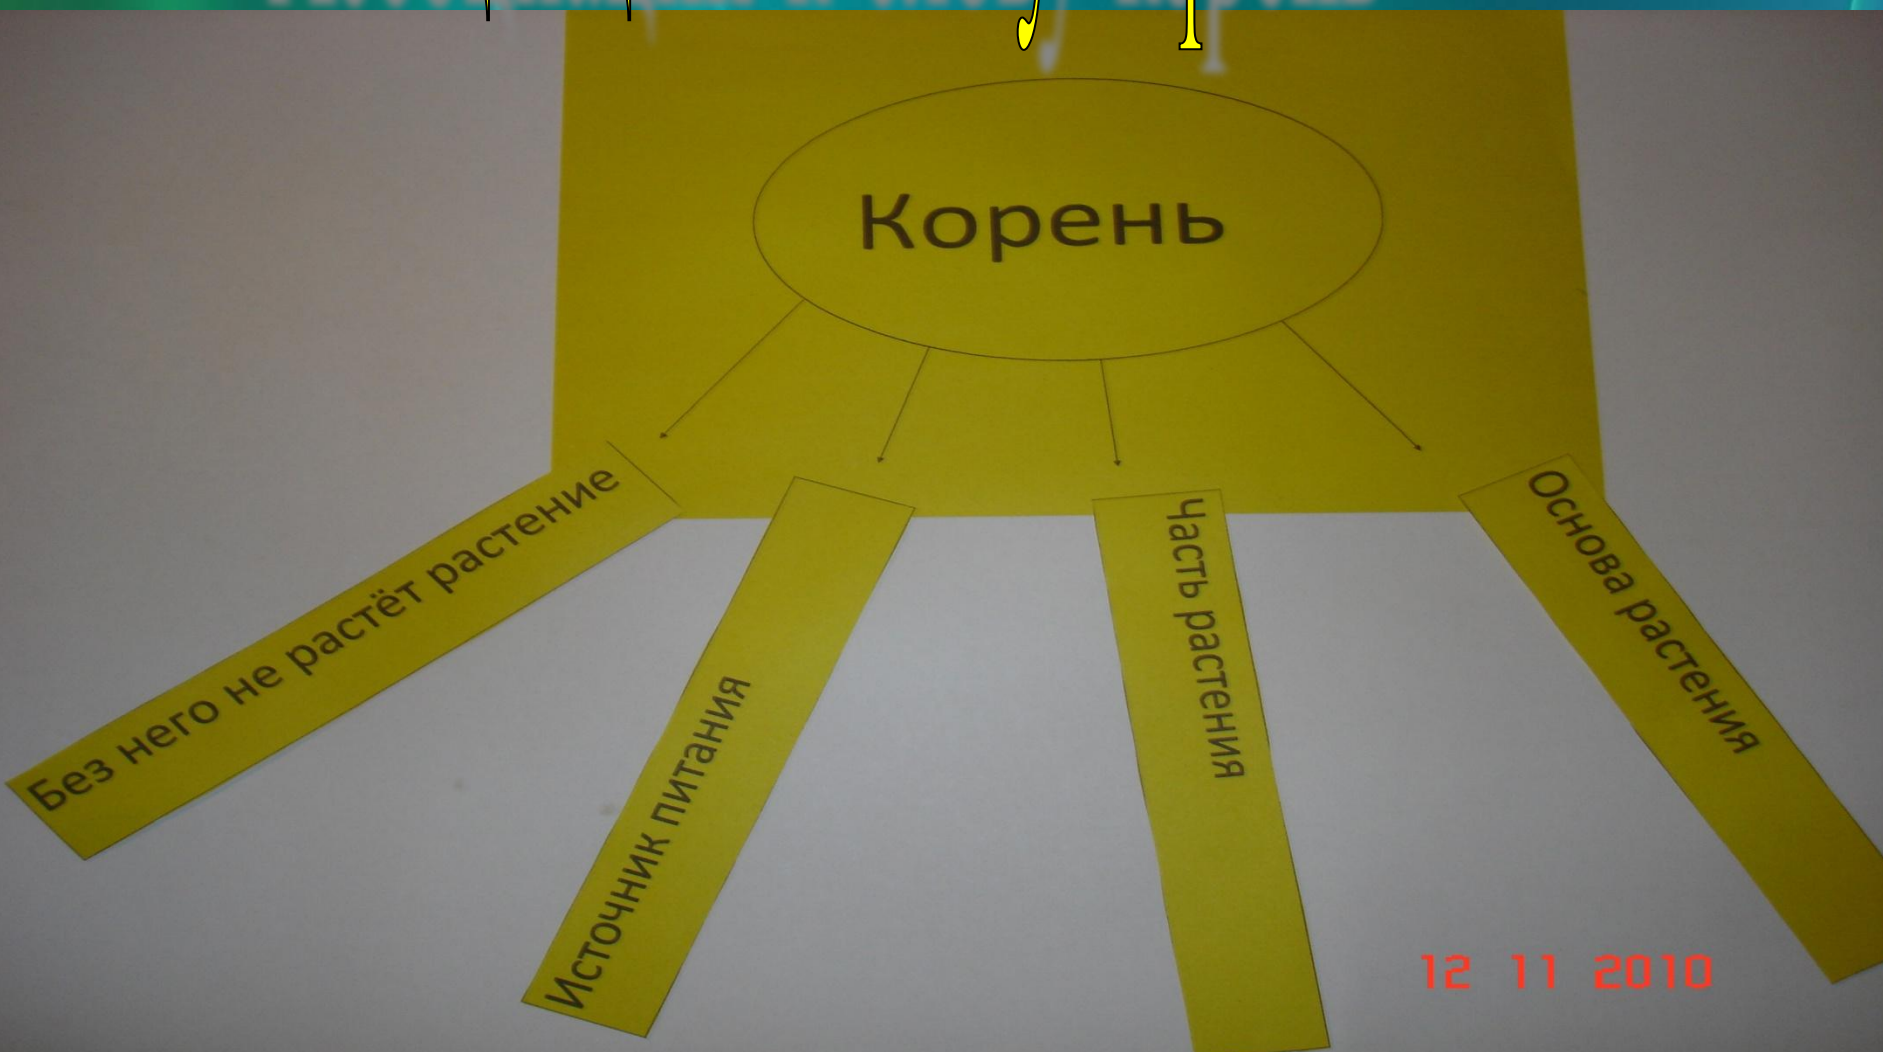 Корень
Без него не растёт растение
Источник питания
Часть растения
Основа растения
12 11 2010